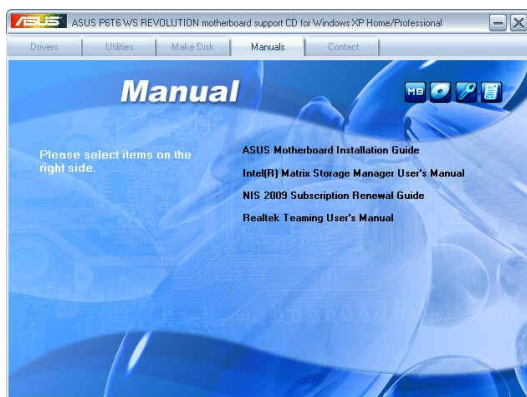 ASUS ASUS P6T6 WS REVOLUTION motherboard support CD for Windows XP Home/Professional
Drivers Utilities Make Disk Manuals Contact
Manual
MB
Please select items on the
right side.
ASUS Motherboard Installation Guide
Intel(R) Matrix Storage Manager User's Manual
NIS 2009 Subscription Renewal Guide
Realtek Teaming User's Manual